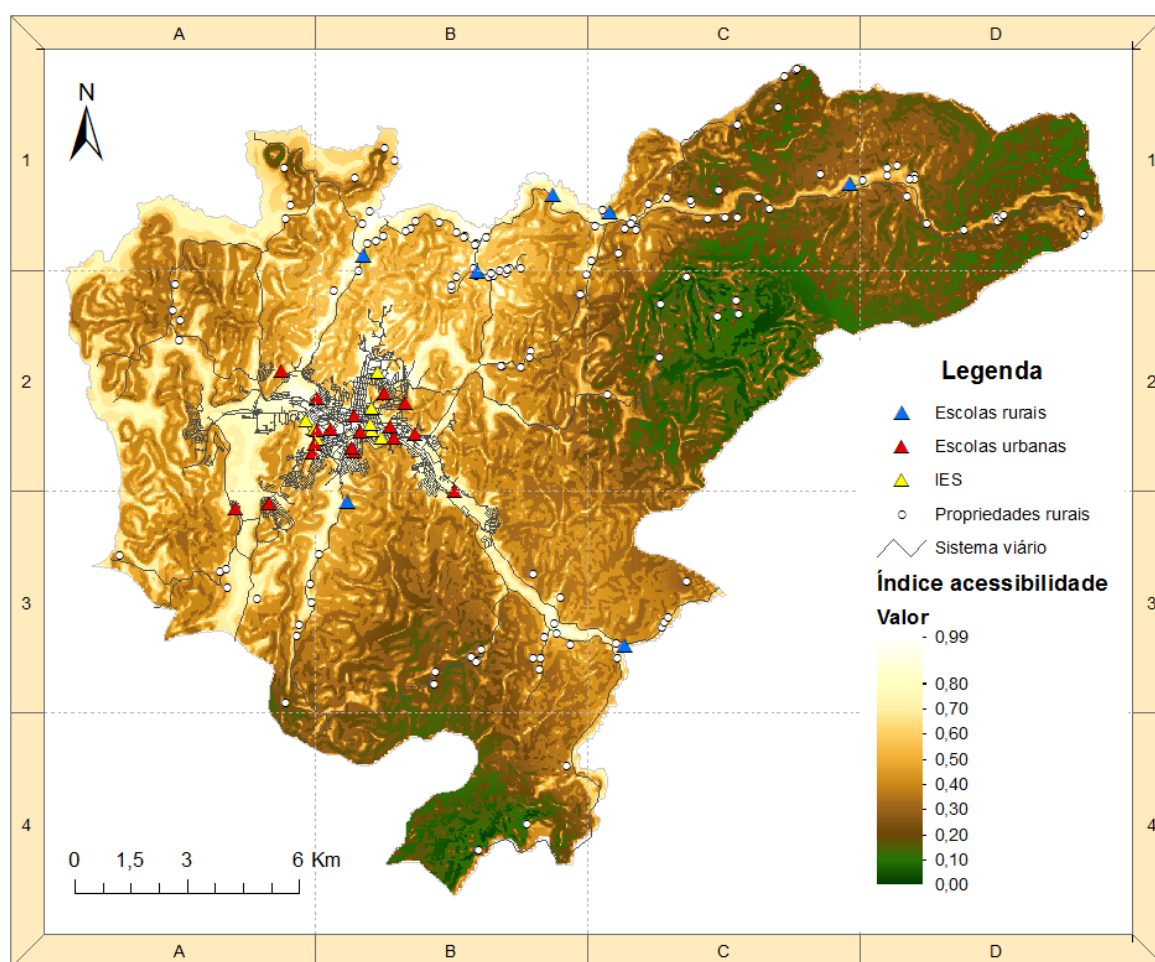 A B C D
N
1 1
2 2
Legenda
Escolas rurais
Escolas urbanas
IES
Propriedades rurais
Sistema viário
Índice acessibilidade
Valor
0,99
0,80
0,70
0,60
0,50
0,40
0,30
0,20
0,10
0,00
3 3
4 4
0 1,5 3 6 Km
A B C D